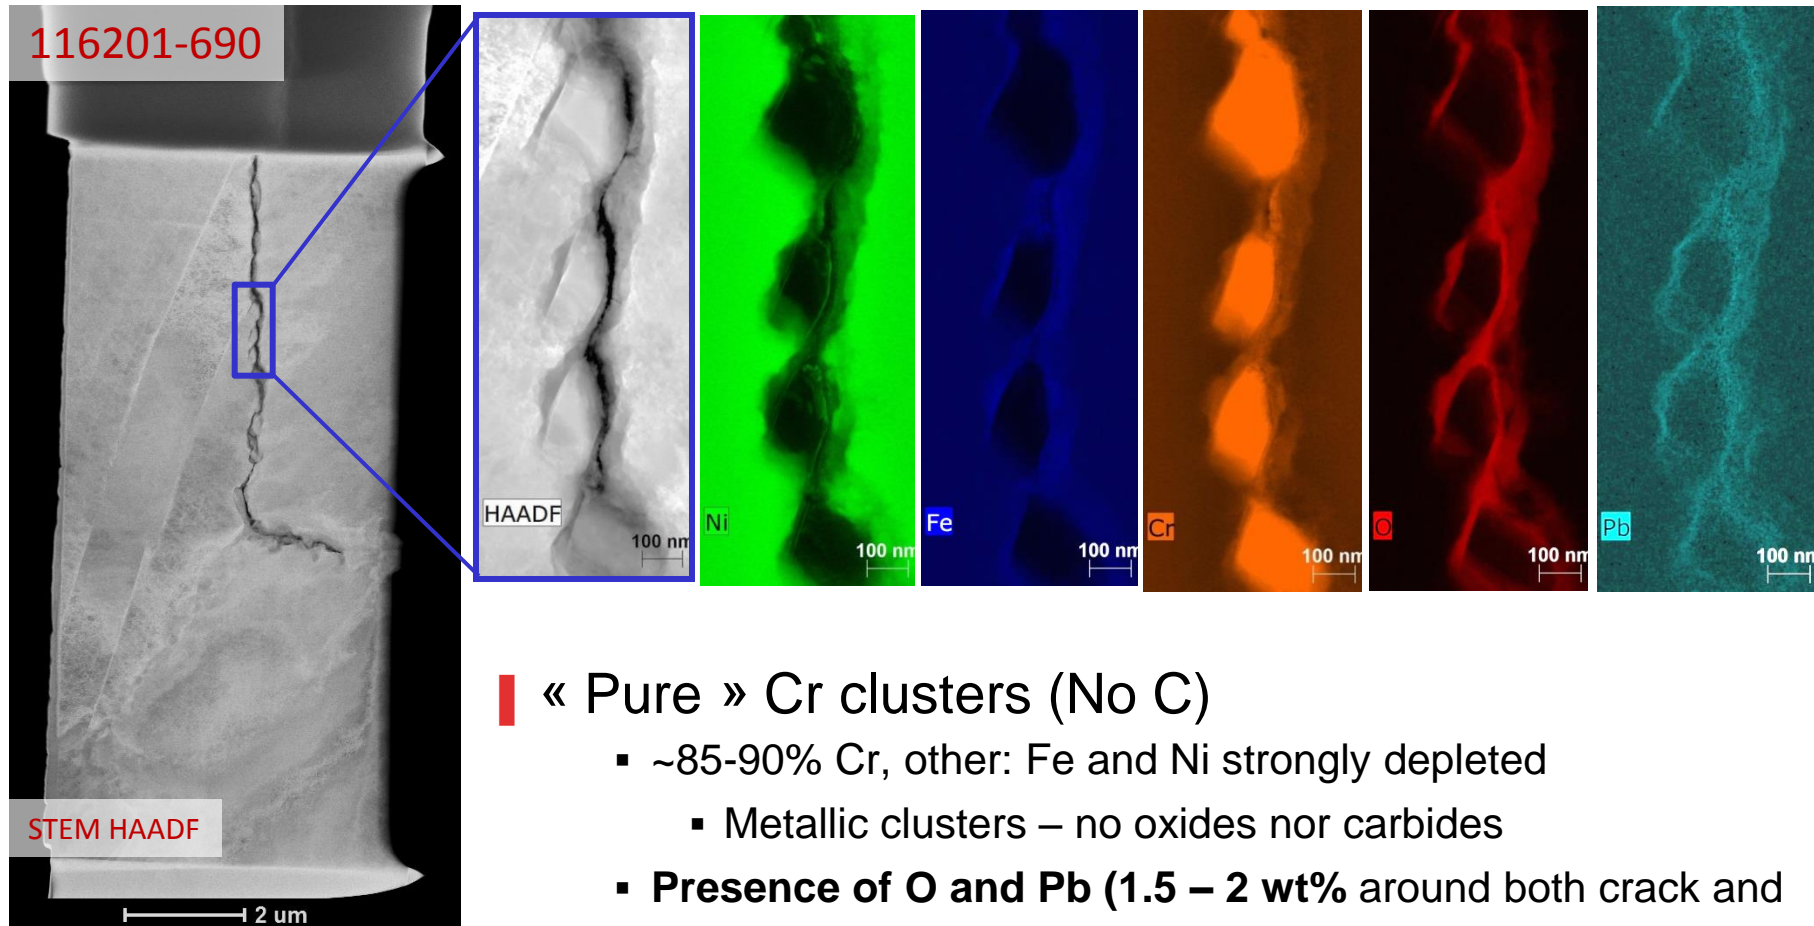 116201-690
STEM HAADF
2 um
HAADF
100 nm
Ni
100 nm
Fe
100 nm
Cr
100 nm
O
100 nm
Pb
100 nm
« Pure » Cr clusters (No C)
▪ ~85-90% Cr, other: Fe and Ni strongly depleted
▪ Metallic clusters – no oxides nor carbides
▪ Presence of O and Pb (1.5 – 2 wt% around both crack and